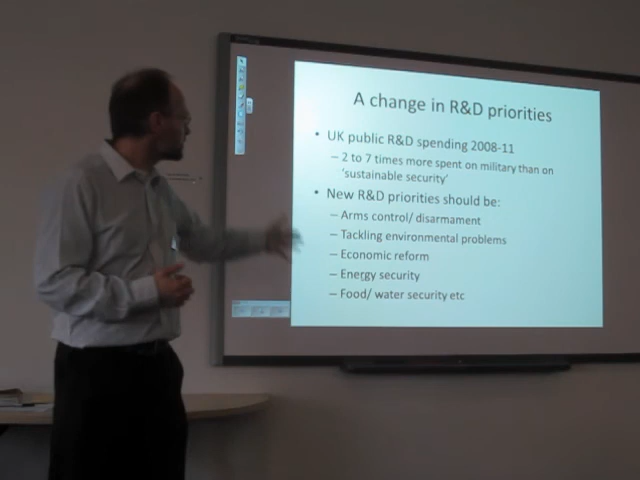 A change in R&D priorities
• UK public R&D spending 2008-11
– 2 to 7 times more spent on military than on
'sustainable security'
• New R&D priorities should be:
– Arms control/ disarmament
– Tackling environmental problems
– Economic reform
– Energy security
– Food/ water security etc